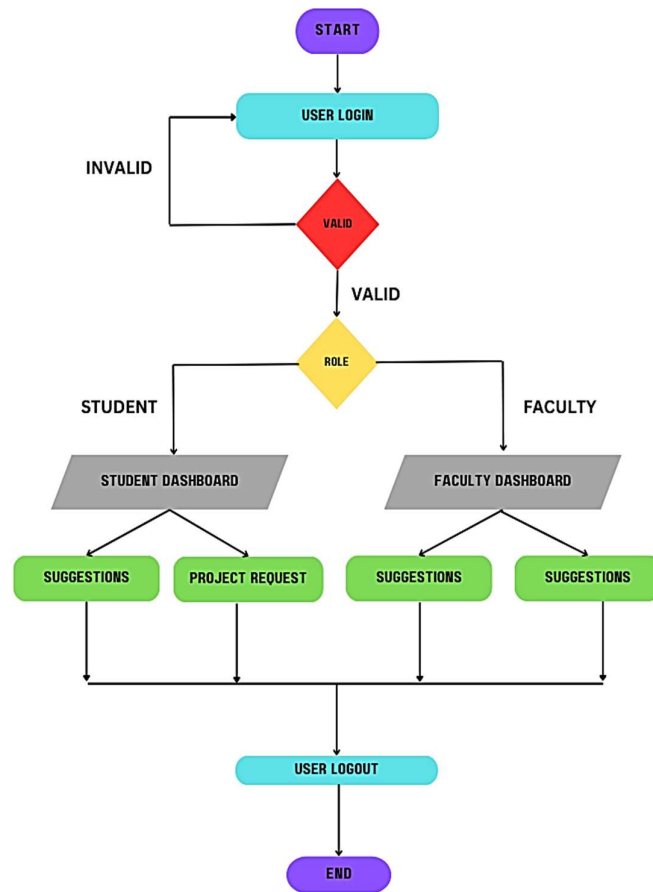 START
USER LOGIN
INVALID
VALID
VALID
ROLE
STUDENT
FACULTY
STUDENT DASHBOARD
FACULTY DASHBOARD
SUGGESTIONS
PROJECT REQUEST
SUGGESTIONS
SUGGESTIONS
USER LOGOUT
END